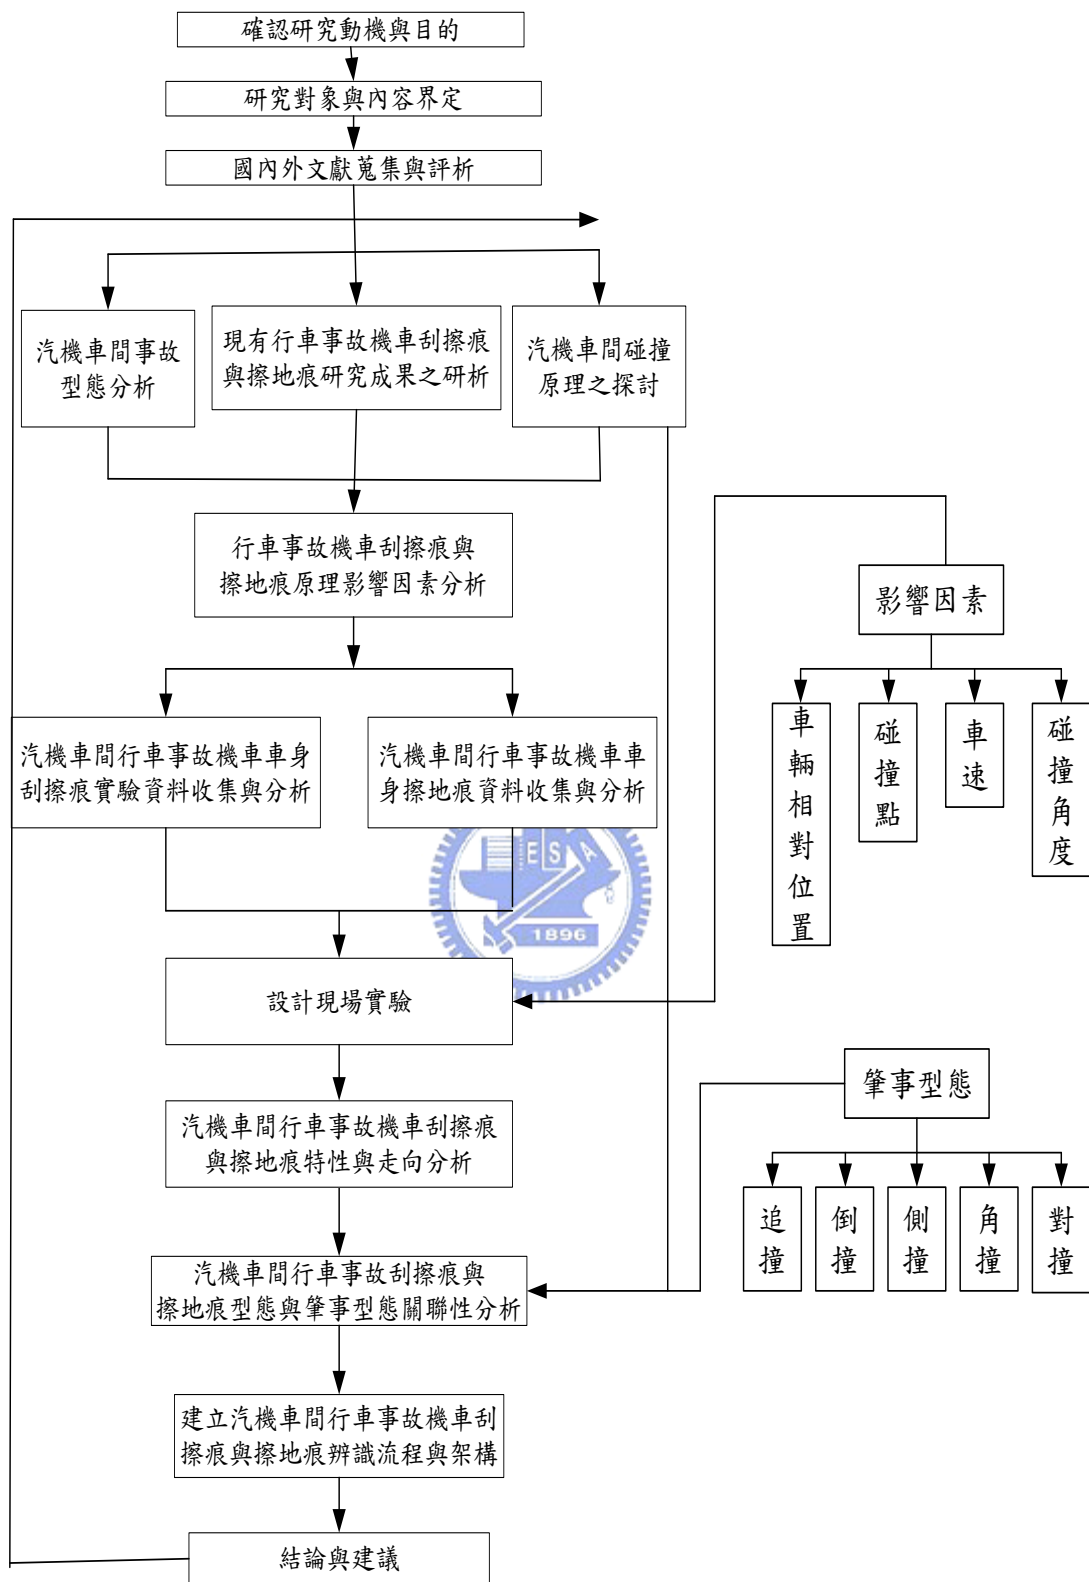 確認研究動機與目的
研究對象與內容界定
國內外文獻蒐集與評析
汽機車間事故
型態分析
現有行車事故機車刮擦痕
與擦地痕研究成果之研析
汽機車間碰撞
原理之探討
行車事故機車刮擦痕與
擦地痕原理影響因素分析
影響因素
車輛相對位置
碰撞點
車速
碰撞角度
汽機車間行車事故機車車身
刮擦痕實驗資料收集與分析
汽機車間行車事故機車車
身擦地痕資料收集與分析
ESA
1896
設計現場實驗
肇事型態
追撞
倒撞
側撞
角撞
對撞
汽機車間行車事故機車刮擦痕
與擦地痕特性與走向分析
汽機車間行車事故刮擦痕與
擦地痕型態與肇事型態關聯性分析
建立汽機車間行車事故機車刮
擦痕與擦地痕辨識流程與架構
結論與建議